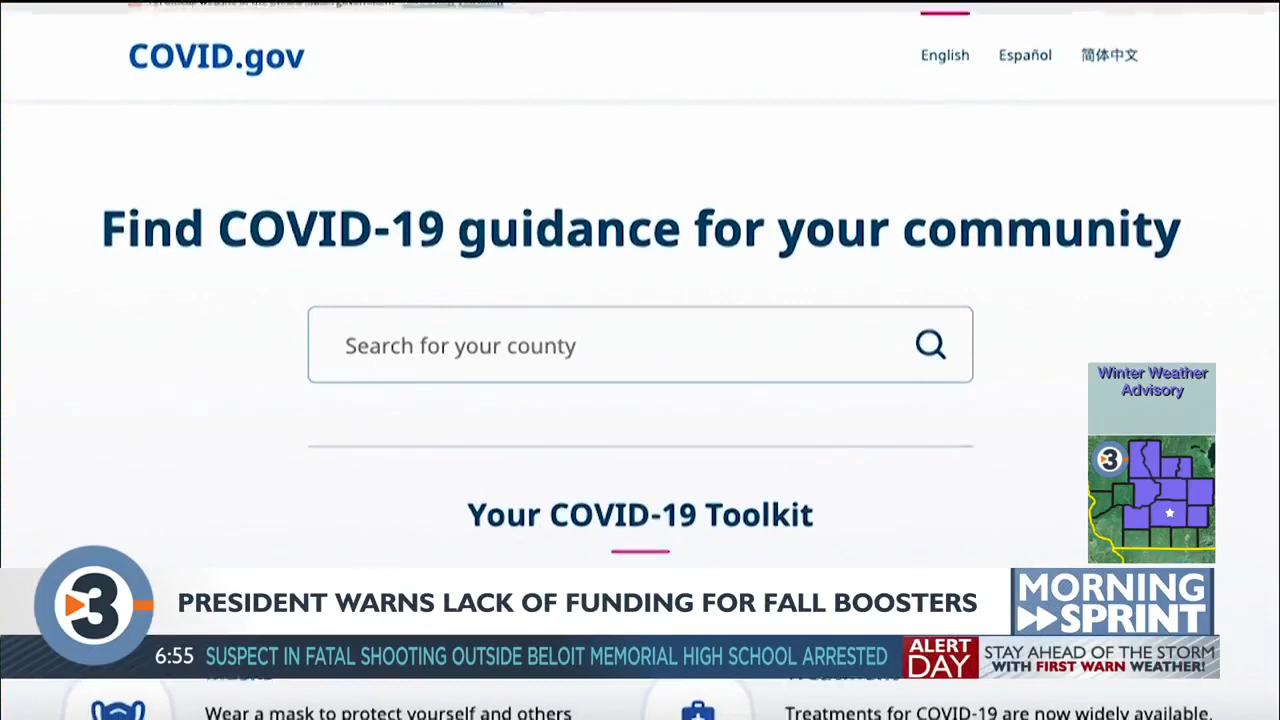 COVID.gov
English Español 简体中文
Find COVID-19 guidance for your community
Search for your county
Winter Weather
Advisory
3
Your COVID-19 Toolkit
3
PRESIDENT WARNS LACK OF FUNDING FOR FALL BOOSTERS
MORNING
SPRINT
6:55 SUSPECT IN FATAL SHOOTING OUTSIDE BELOIT MEMORIAL HIGH SCHOOL ARRESTED
ALERT
DAY
STAY AHEAD OF THE STORM
WITH FIRST WARN WEATHER!
Wear a mask to protect yourself and others
Treatments for COVID-19 are now widely available.